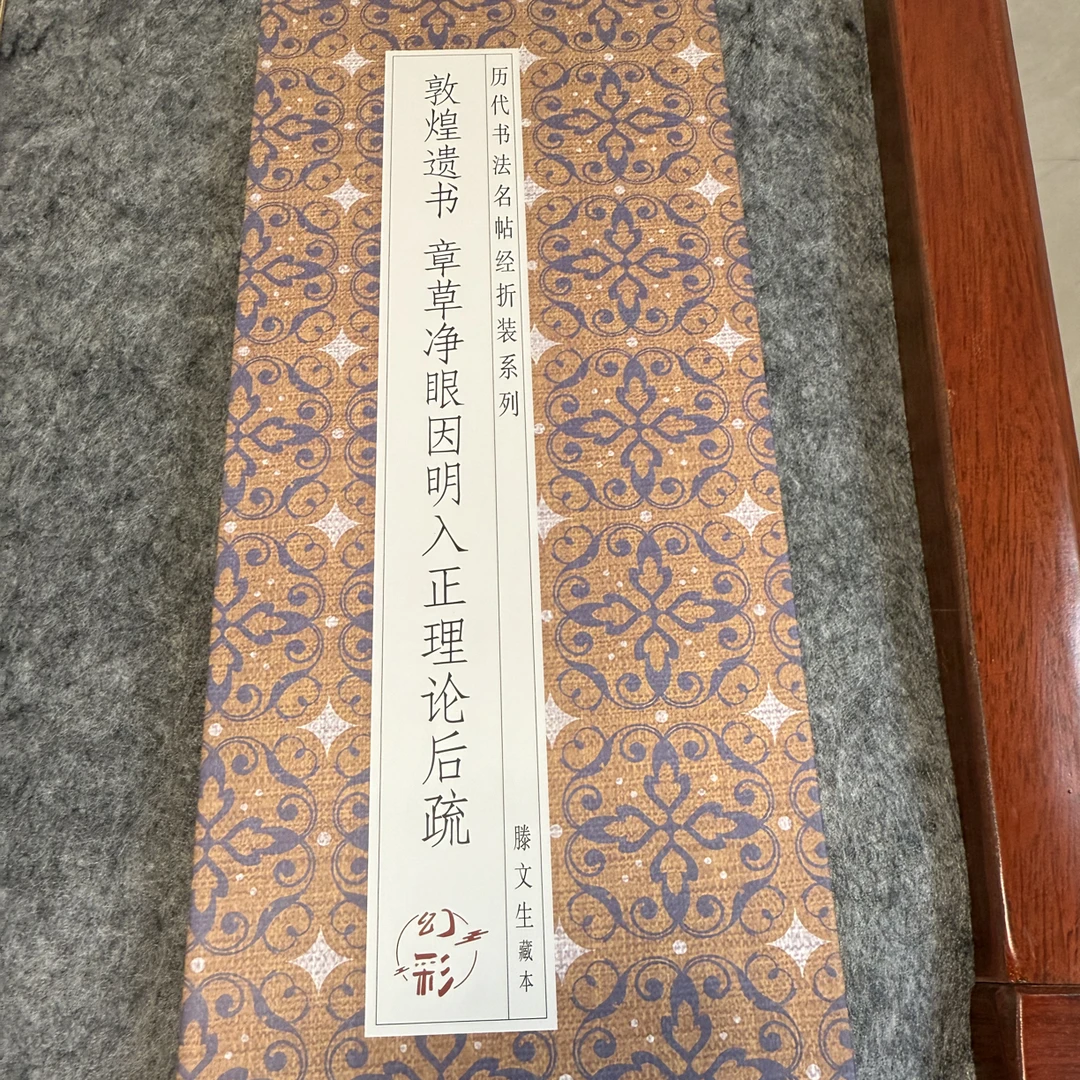 历代书法名帖经折装系列
滕文生藏本
敦煌遗书 章草净眼因明入正理论后疏
幻彩